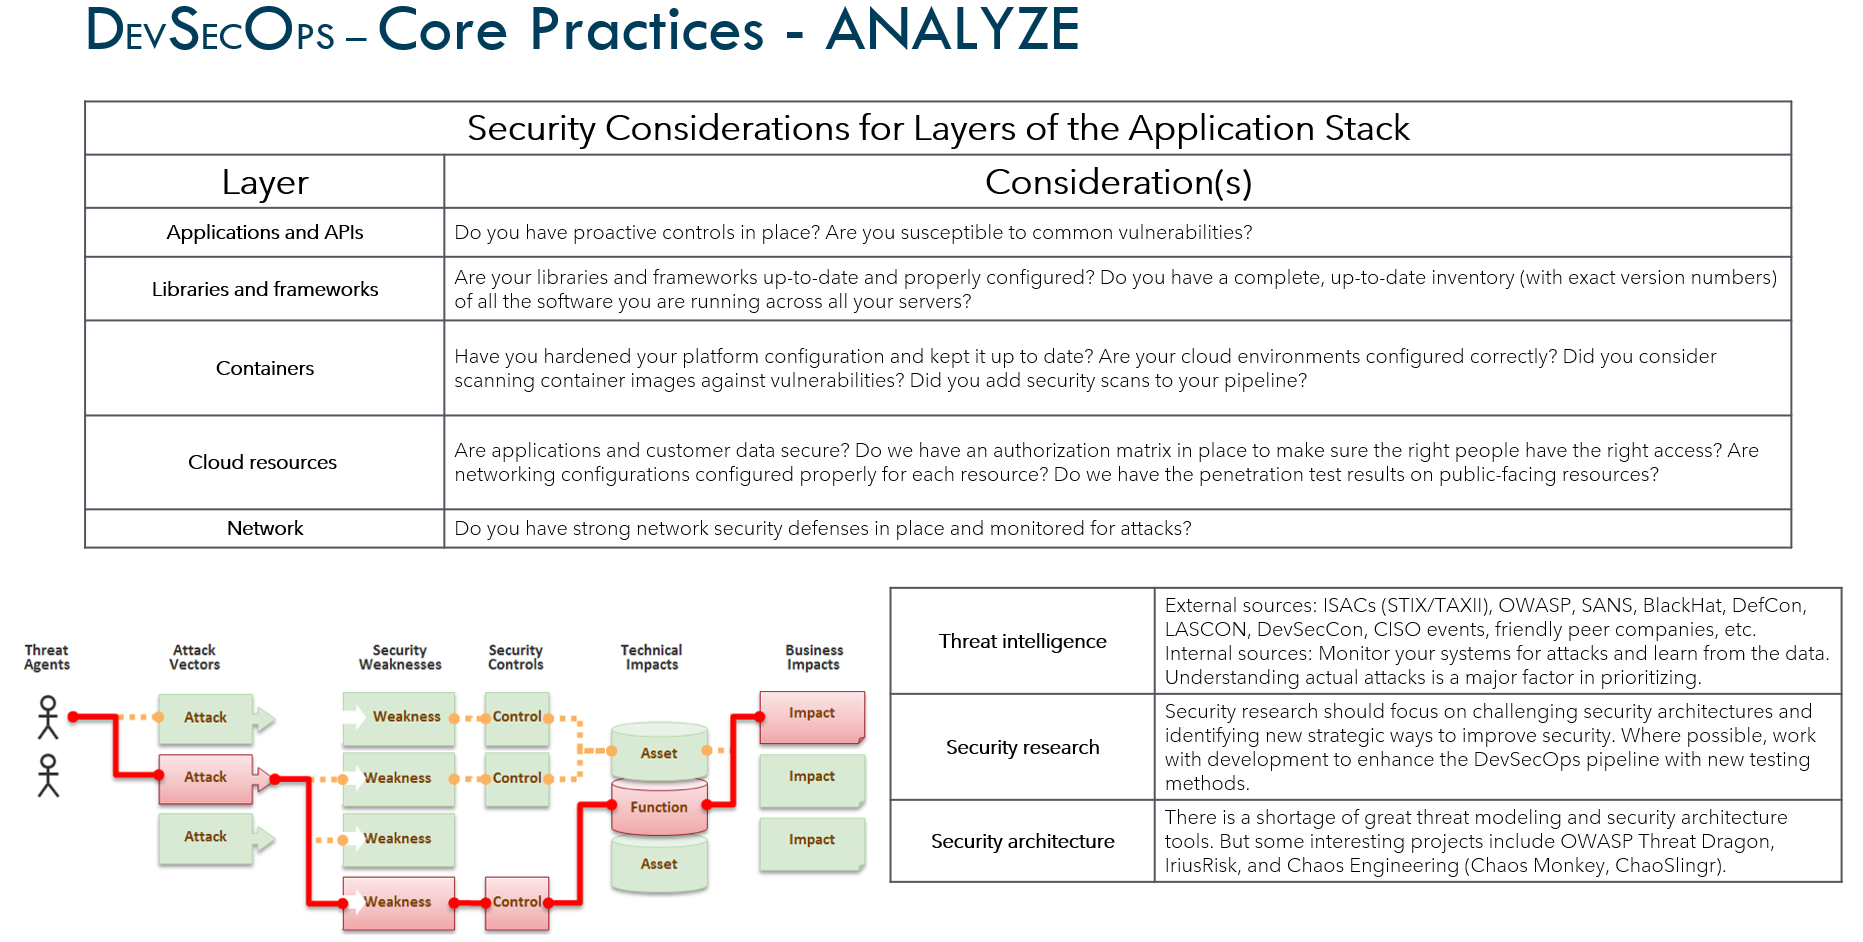 DevSecOps – Core Practices - ANALYZE
Security Considerations for Layers of the Application Stack
Layer
Consideration(s)
Applications and APIs
Do you have proactive controls in place? Are you susceptible to common vulnerabilities?
Libraries and frameworks
Are your libraries and frameworks up-to-date and properly configured? Do you have a complete, up-to-date inventory (with exact version numbers)
of all the software you are running across all your servers?
Containers
Have you hardened your platform configuration and kept it up to date? Are your cloud environments configured correctly? Did you consider
scanning container images against vulnerabilities? Did you add security scans to your pipeline?
Cloud resources
Are applications and customer data secure? Do we have an authorization matrix in place to make sure the right people have the right access? Are
networking configurations configured properly for each resource? Do we have the penetration test results on public-facing resources?
Network
Do you have strong network security defenses in place and monitored for attacks?
Threat
Agents
Attack
Vectors
Security
Weaknesses
Security
Controls
Technical
Impacts
Business
Impacts
Attack
Weakness
Control
Asset
Impact
Attack
Weakness
Control
Function
Impact
Attack
Weakness
Asset
Impact
Weakness
Control
Threat intelligence
External sources: ISACs (STIX/TAXII), OWASP, SANS, BlackHat, DefCon,
LASCON, DevSecCon, CISO events, friendly peer companies, etc.
Internal sources: Monitor your systems for attacks and learn from the data.
Understanding actual attacks is a major factor in prioritizing.
Security research
Security research should focus on challenging security architectures and
identifying new strategic ways to improve security. Where possible, work
with development to enhance the DevSecOps pipeline with new testing
methods.
Security architecture
There is a shortage of great threat modeling and security architecture
tools. But some interesting projects include OWASP Threat Dragon,
IriusRisk, and Chaos Engineering (Chaos Monkey, ChaoSlingr).